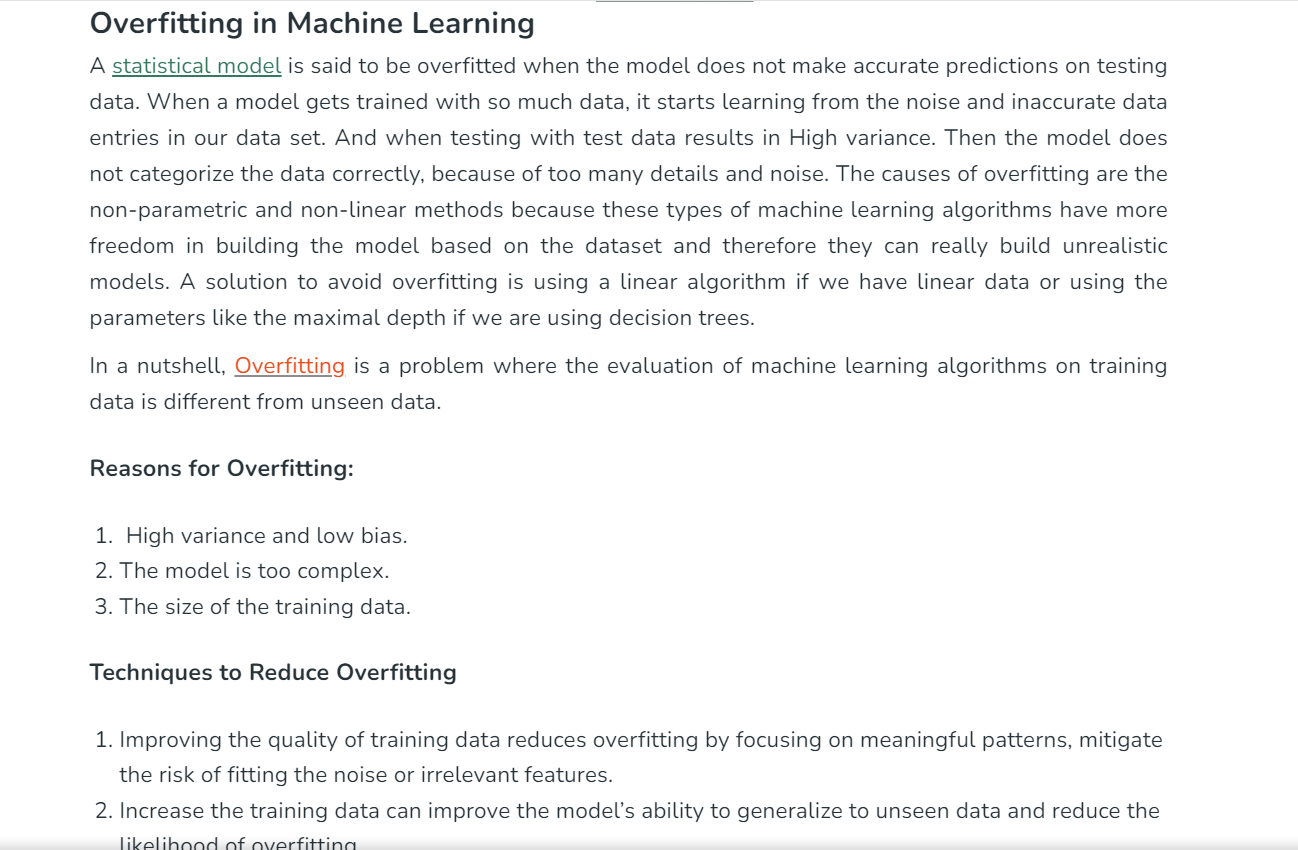 Overfitting in Machine Learning
A statistical model is said to be overfitted when the model does not make accurate predictions on testing
data. When a model gets trained with so much data, it starts learning from the noise and inaccurate data
entries in our data set. And when testing with test data results in High variance. Then the model does
not categorize the data correctly, because of too many details and noise. The causes of overfitting are the
non-parametric and non-linear methods because these types of machine learning algorithms have more
freedom in building the model based on the dataset and therefore they can really build unrealistic
models. A solution to avoid overfitting is using a linear algorithm if we have linear data or using the
parameters like the maximal depth if we are using decision trees.
In a nutshell, Overfitting is a problem where the evaluation of machine learning algorithms on training
data is different from unseen data.
Reasons for Overfitting:
1. High variance and low bias.
2. The model is too complex.
3. The size of the training data.
Techniques to Reduce Overfitting
1. Improving the quality of training data reduces overfitting by focusing on meaningful patterns, mitigate
the risk of fitting the noise or irrelevant features.
2. Increase the training data can improve the model’s ability to generalize to unseen data and reduce the
likelihood of overfitting